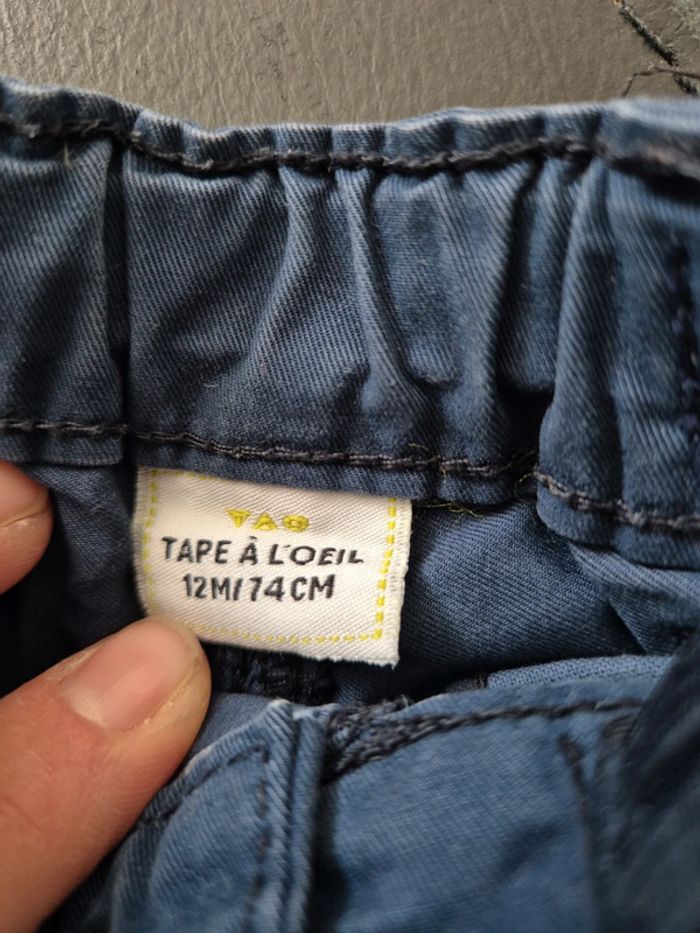 TAO
TAPE À L'OEIL
12M/74CM